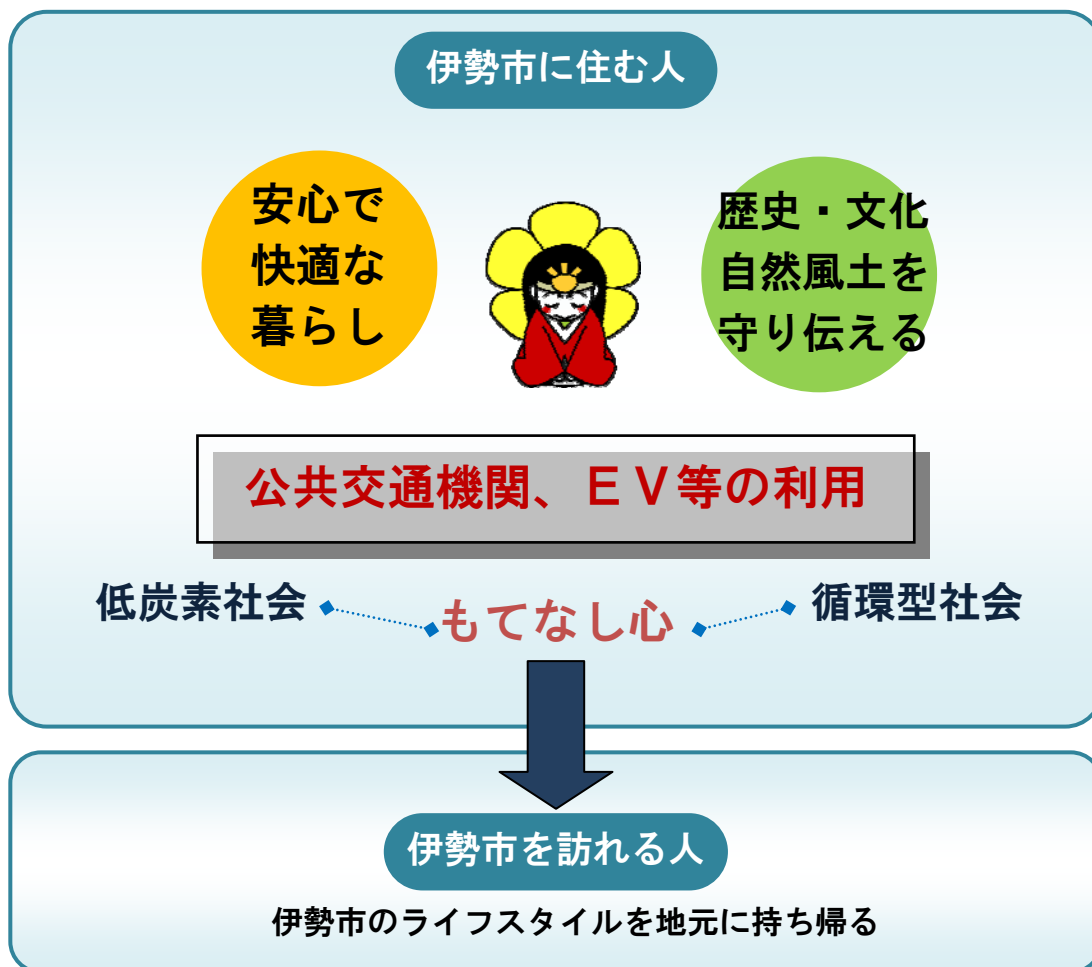 伊勢市に住む人
安心で
快適な
暮らし
歴史・文化
自然風土を
守り伝える
公共交通機関、ＥＶ等の利用
低炭素社会
もてなし心
循環型社会
伊勢市を訪れる人
伊勢市のライフスタイルを地元に持ち帰る